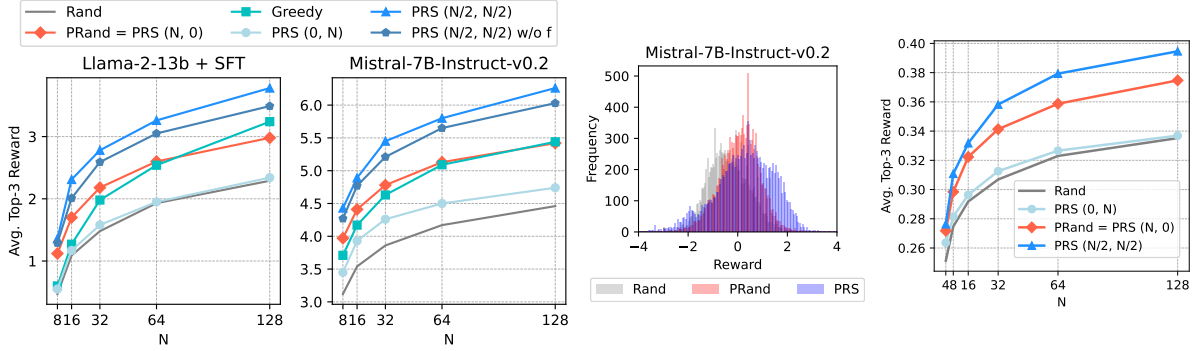 Rand
PRand = PRS (N, 0)
Greedy
PRS (0, N)
PRS (N/2, N/2)
PRS (N/2, N/2) w/o f
Llama-2-13b + SFT
Avg. Top-3 Reward
3
2
1
8 16 32 64 128
N
Mistral-7B-Instruct-v0.2
6.0
5.5
5.0
4.5
4.0
3.5
3.0
8 16 32 64 128
N
Mistral-7B-Instruct-v0.2
Frequency
500
400
300
200
100
0
−4 −2 0 2 4
Reward
Rand PRand PRS
Avg. Top-3 Reward
0.40
0.38
0.36
0.34
0.32
0.30
0.28
0.26
Rand
PRS (0, N)
PRand = PRS (N, 0)
PRS (N/2, N/2)
4 8 16 32 64 128
N